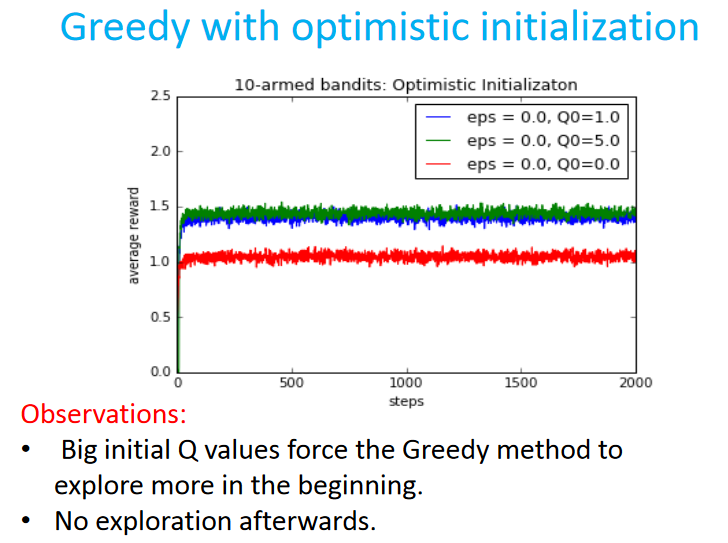 Greedy with optimistic initialization
10-armed bandits: Optimistic Initializaton
2.5
2.0
1.5
1.0
0.5
0.0
average reward
eps = 0.0, Q0=1.0
eps = 0.0, Q0=5.0
eps = 0.0, Q0=0.0
0
500
1000
1500
2000
steps
Observations:
• Big initial Q values force the Greedy method to
explore more in the beginning.
• No exploration afterwards.